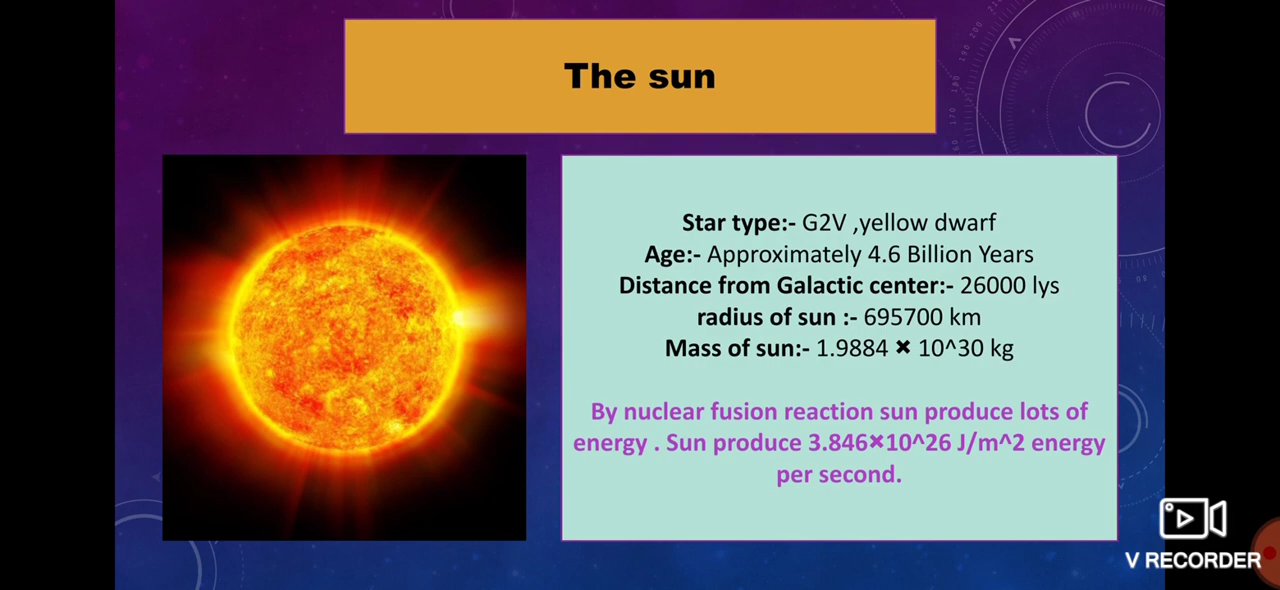 The sun
Star type:- G2V ,yellow dwarf
Age:- Approximately 4.6 Billion Years
Distance from Galactic center:- 26000 lys
radius of sun :- 695700 km
Mass of sun:- 1.9884 ✖ 10^30 kg
By nuclear fusion reaction sun produce lots of
energy . Sun produce 3.846✖10^26 J/m^2 energy
per second.
V RECORDER